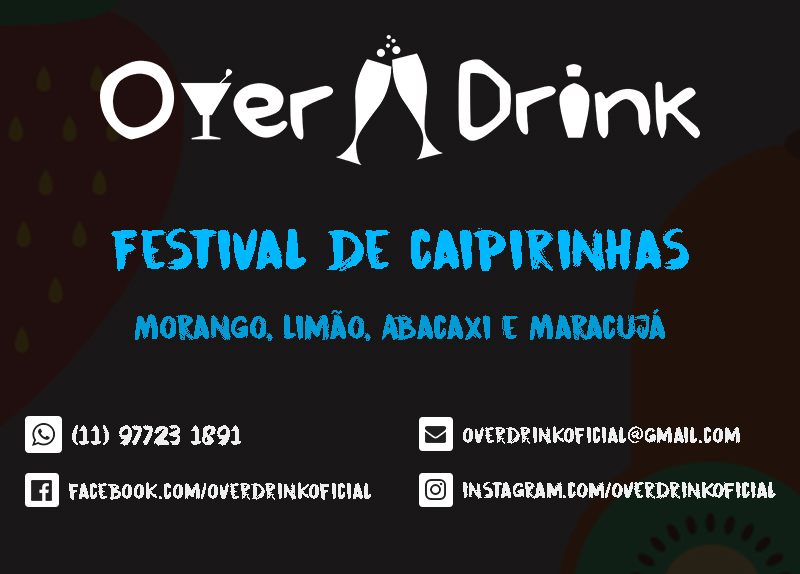 Over Drink
FESTIVAL DE CAIPIRINHAS
MORANGO, LIMÃO, ABACAXI E MARACUJÁ
(11) 97723 1891
OVERDRINKOFICIAL@GMAIL.COM
FACEBOOK.COM/OVERDRINKOFICIAL
INSTAGRAM.COM/OVERDRINKOFICIAL